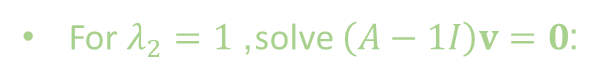 • For λ₂ = 1 ,solve (A − 1I)v = 0: